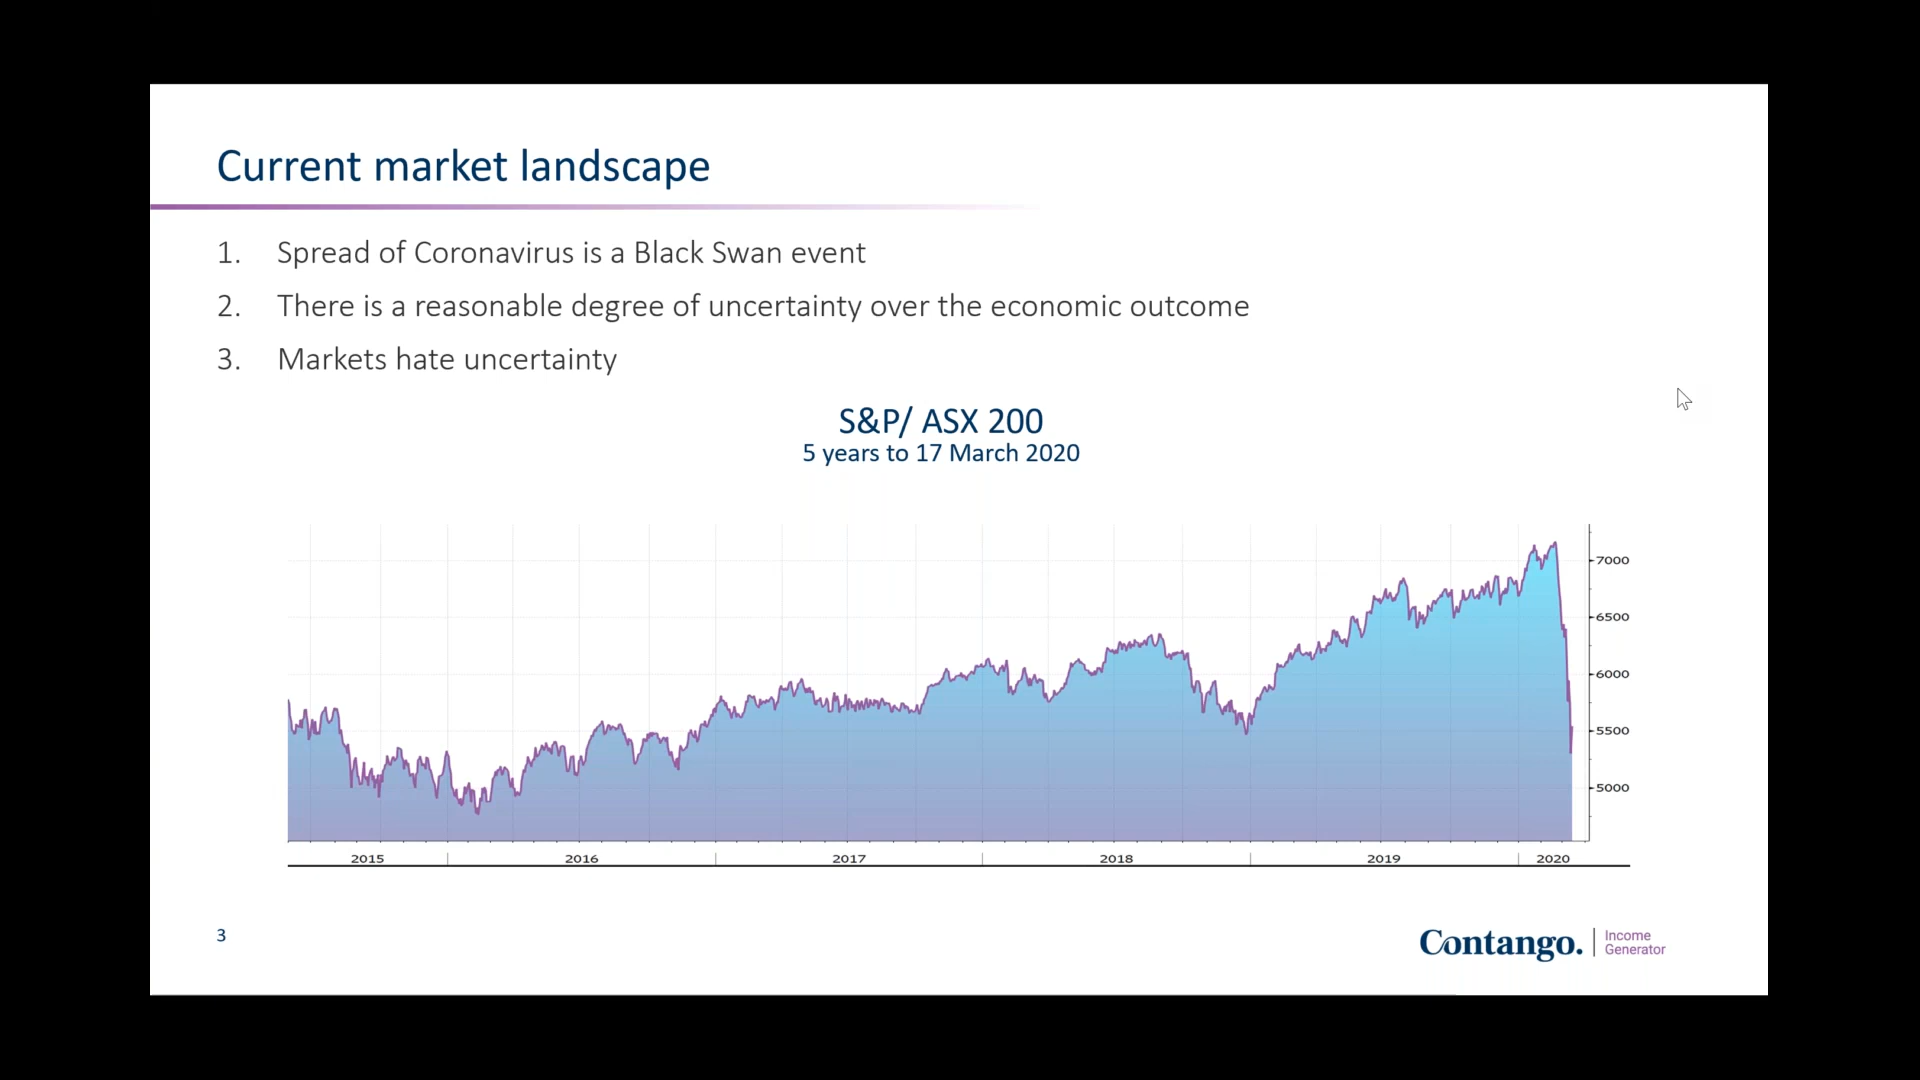 Current market landscape
1. Spread of Coronavirus is a Black Swan event
2. There is a reasonable degree of uncertainty over the economic outcome
3. Markets hate uncertainty
S&P/ ASX 200
5 years to 17 March 2020
7000
6500
6000
5500
5000
2015 2016 2017 2018 2019 2020
3
Contango. Income
Generator